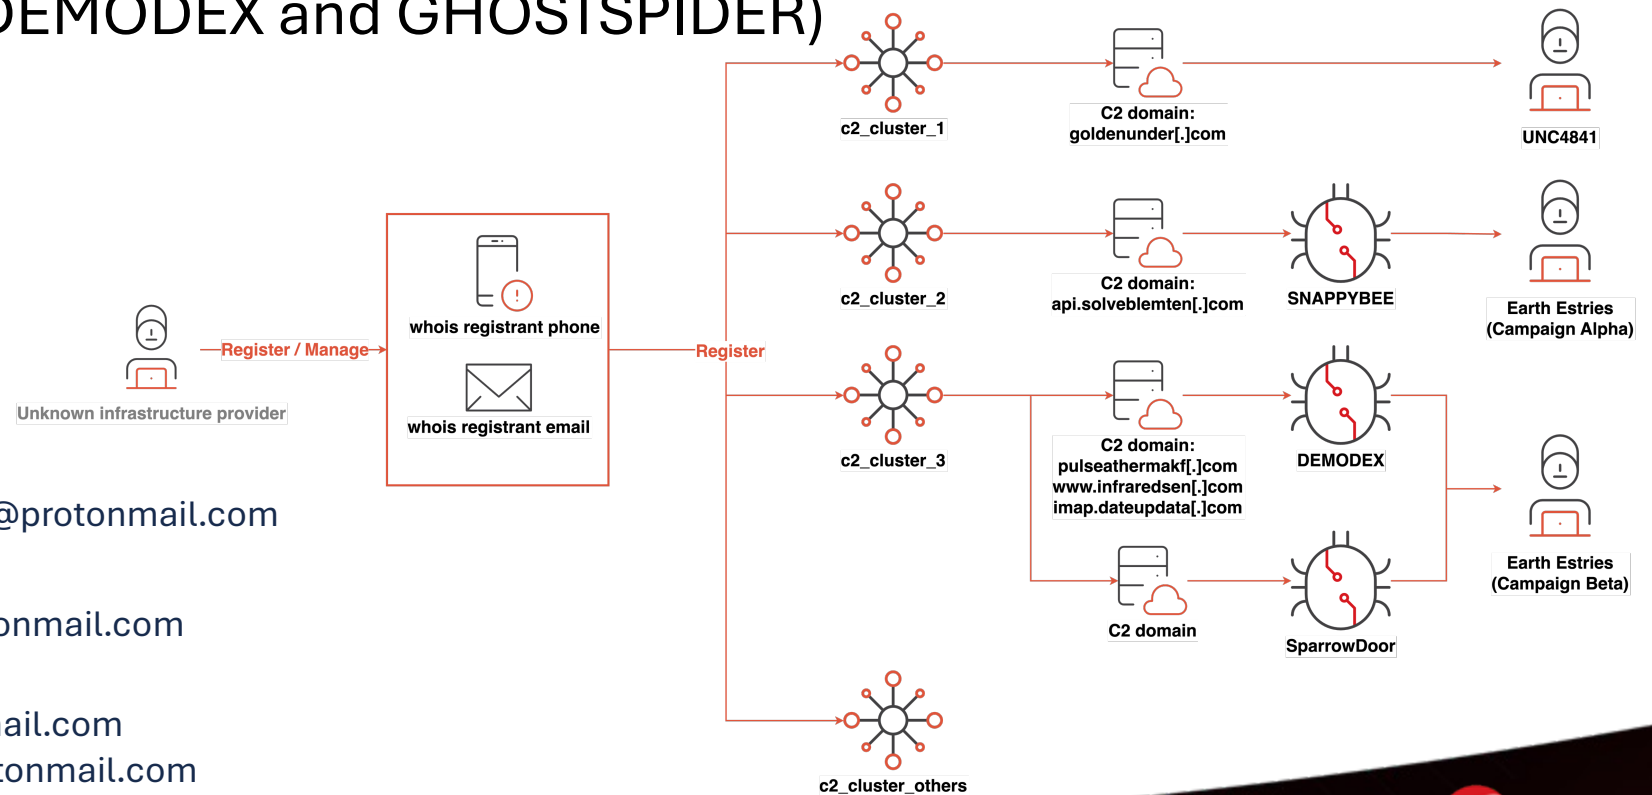 DEMODEX and GHOSTSPIDER)
c2_cluster_1
C2 domain:
goldenunder[.]com
UNC4841
c2_cluster_2
C2 domain:
api.solveblemten[.]com
SNAPPYBEE
Earth Estries
(Campaign Alpha)
whois registrant phone
whois registrant email
Register / Manage
Unknown infrastructure provider
Register
c2_cluster_3
C2 domain:
pulseathermakf[.]com
www.infraredsen[.]com
imap.dateupdata[.]com
DEMODEX
C2 domain
SparrowDoor
Earth Estries
(Campaign Beta)
c2_cluster_others
@protonmail.com
onmail.com
ail.com
tonmail.com